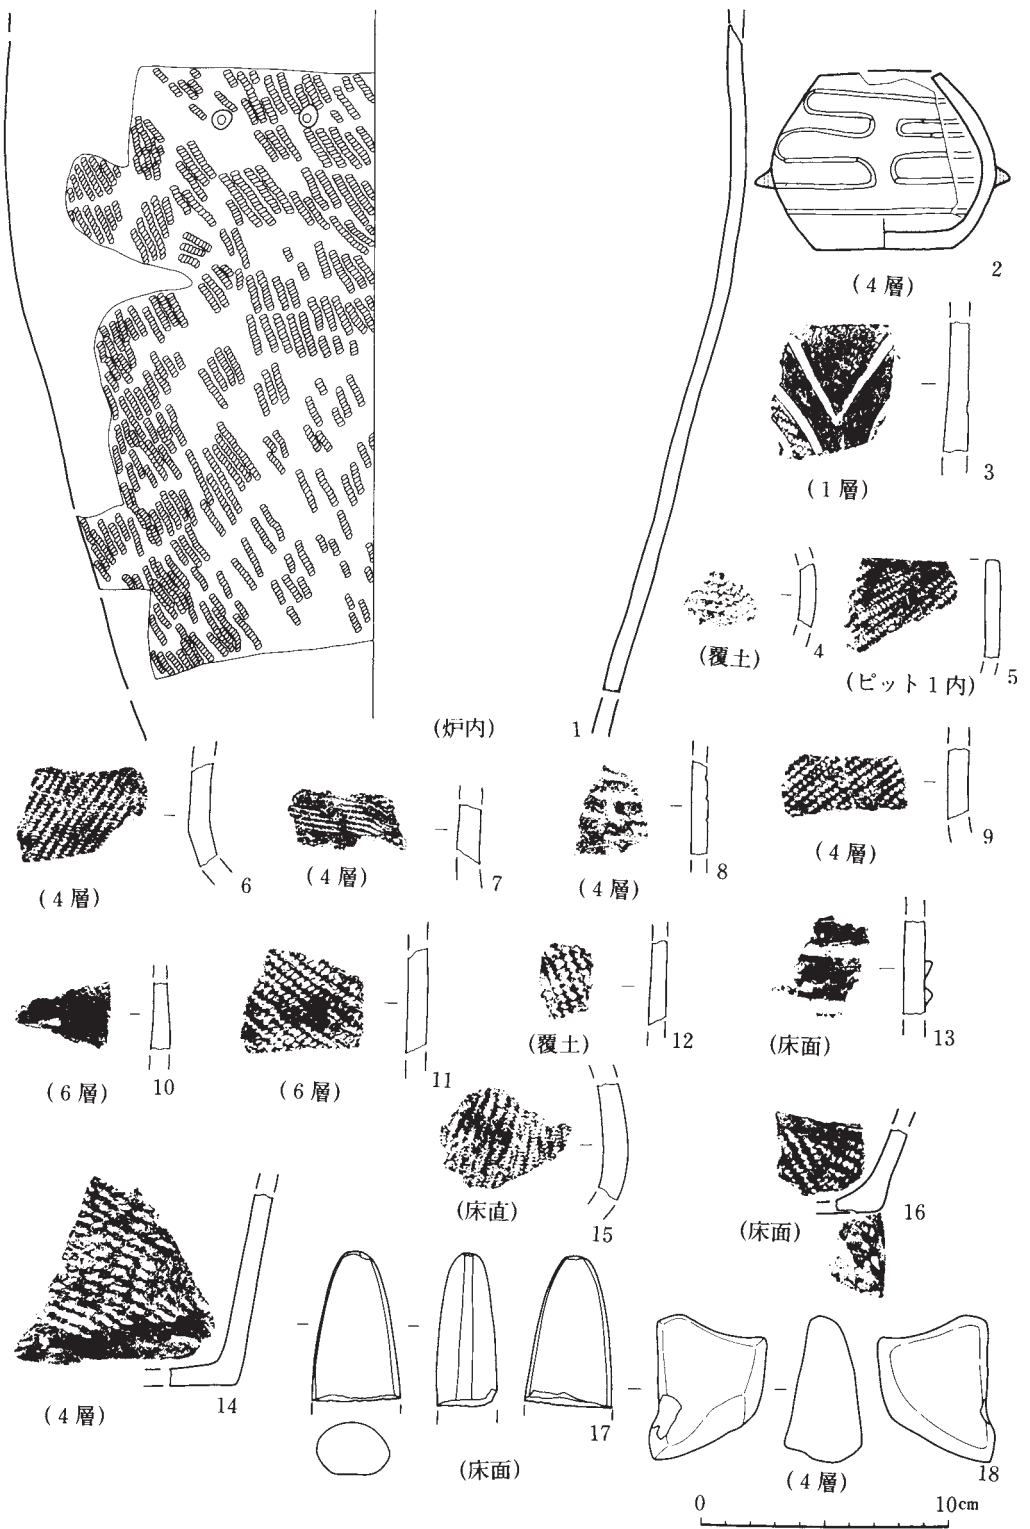 2
(4層)
3
(1層)
(覆土)
4
(ピット1内)
5
(炉内)
1
(4層)
6
(4層)
7
(4層)
8
(4層)
9
(6層)
10
(6層)
11
(覆土)
12
(床面)
13
(4層)
14
(床直)
15
(床面)
16
17
(床面)
(4層)
18
0
10cm